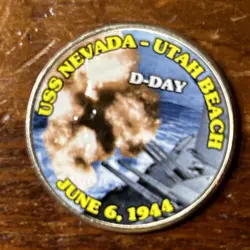 USS NEVADA - UTAH BEACH
D-DAY
JUNE 6, 1944